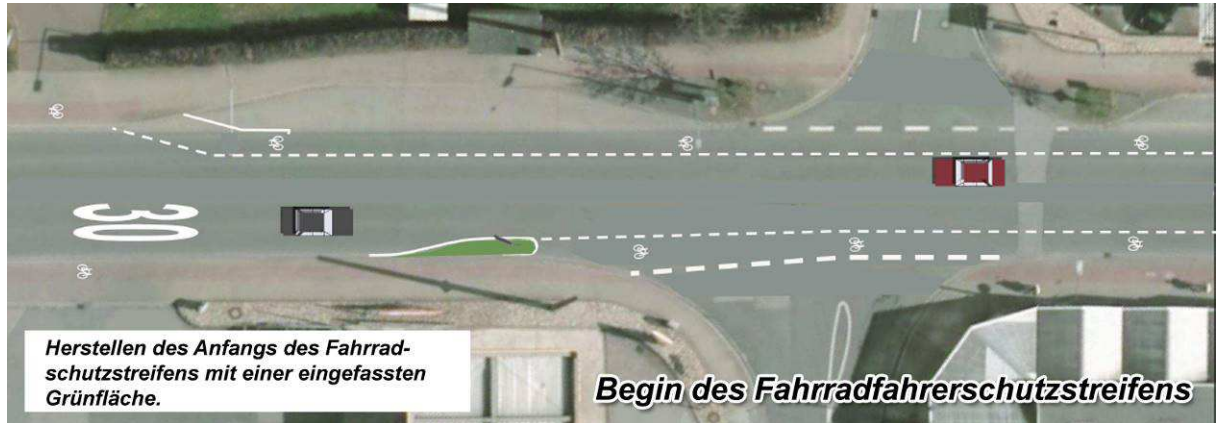 30
Herstellen des Anfangs des Fahrrad-
schutzstreifens mit einer eingefassten
Grünfläche.
Begin des Fahrradfahrerschutzstreifens